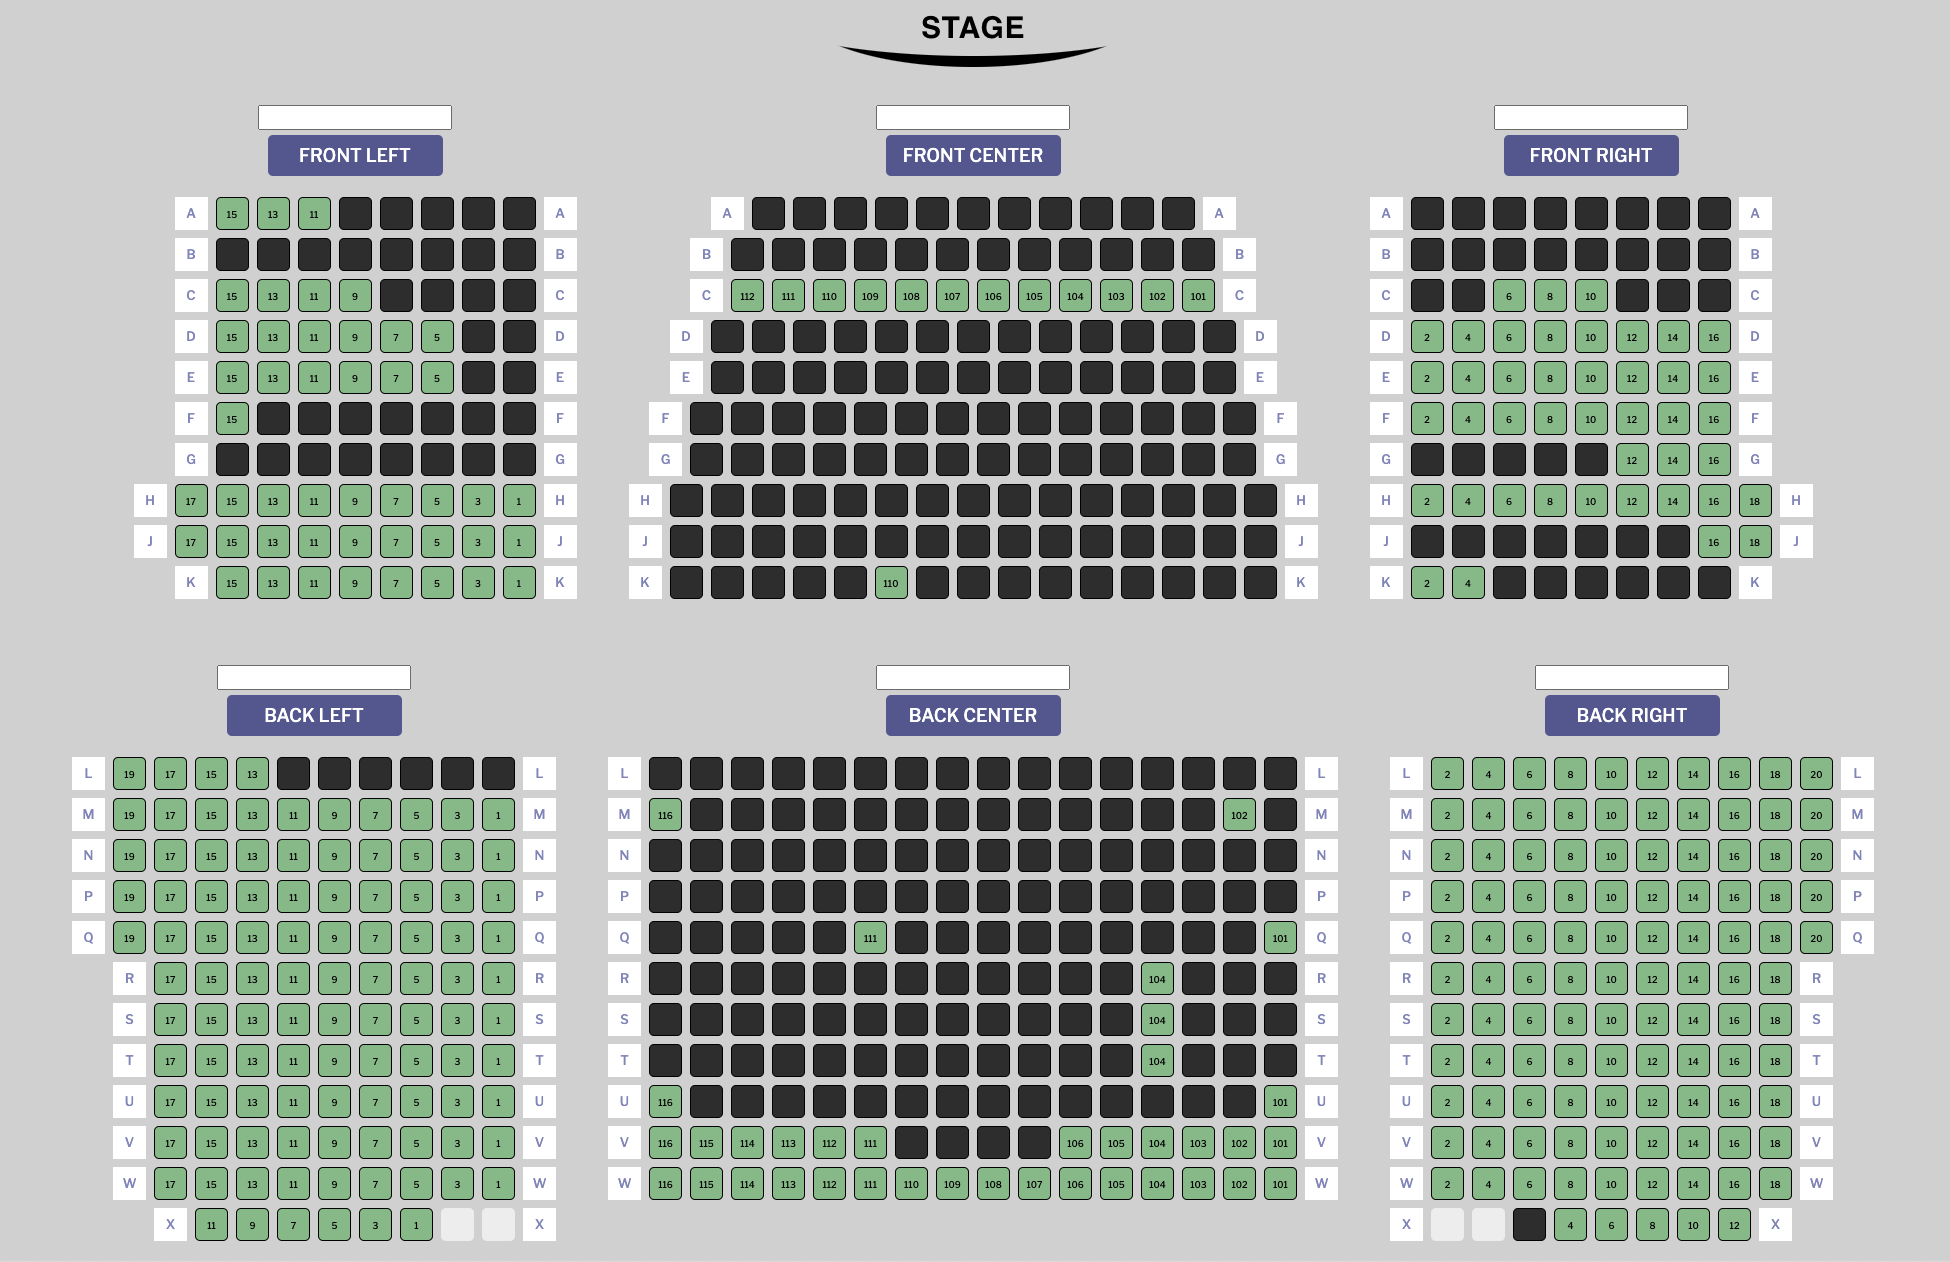 STAGE
FRONT LEFT FRONT CENTER FRONT RIGHT
A 15 13 11 A A A A A
B B B B B B
C 15 13 11 9 C C 112 111 110 109 108 107 106 105 104 103 102 101 C C 6 8 10 C
D 15 13 11 9 7 5 D D D D 2 4 6 8 10 12 14 16 D
E 15 13 11 9 7 5 E E E E 2 4 6 8 10 12 14 16 E
F 15 F F F F 2 4 6 8 10 12 14 16 F
G G G G G 12 14 16 G
H 17 15 13 11 9 7 5 3 1 H H H H 2 4 6 8 10 12 14 16 18 H
J 17 15 13 11 9 7 5 3 1 J J J J 16 18 J
K 15 13 11 9 7 5 3 1 K K 110 K K 2 4 K
BACK LEFT BACK CENTER BACK RIGHT
L 19 17 15 13 L L L L 2 4 6 8 10 12 14 16 18 20 L
M 19 17 15 13 11 9 7 5 3 1 M M 116 102 M M 2 4 6 8 10 12 14 16 18 20 M
N 19 17 15 13 11 9 7 5 3 1 N N N N 2 4 6 8 10 12 14 16 18 20 N
P 19 17 15 13 11 9 7 5 3 1 P P P P 2 4 6 8 10 12 14 16 18 20 P
Q 19 17 15 13 11 9 7 5 3 1 Q Q 111 101 Q Q 2 4 6 8 10 12 14 16 18 20 Q
R 17 15 13 11 9 7 5 3 1 R R 104 R R 2 4 6 8 10 12 14 16 18 R
S 17 15 13 11 9 7 5 3 1 S S 104 S S 2 4 6 8 10 12 14 16 18 S
T 17 15 13 11 9 7 5 3 1 T T 104 T T 2 4 6 8 10 12 14 16 18 T
U 17 15 13 11 9 7 5 3 1 U U 116 101 U U 2 4 6 8 10 12 14 16 18 U
V 17 15 13 11 9 7 5 3 1 V V 116 115 114 113 112 111 106 105 104 103 102 101 V V 2 4 6 8 10 12 14 16 18 V
W 17 15 13 11 9 7 5 3 1 W W 116 115 114 113 112 111 110 109 108 107 106 105 104 103 102 101 W W 2 4 6 8 10 12 14 16 18 W
X 11 9 7 5 3 1 X X 4 6 8 10 12 X